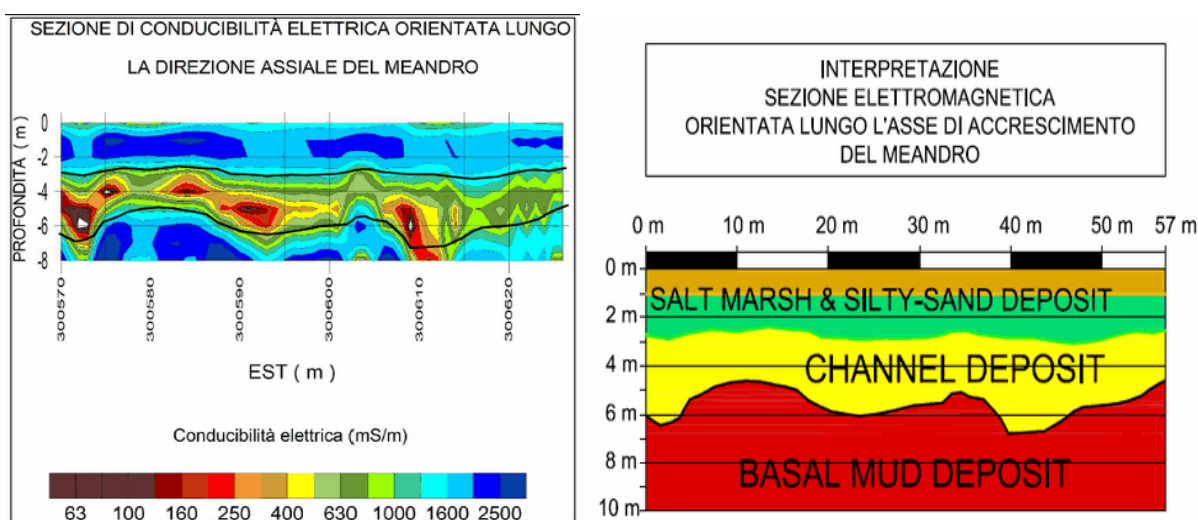 SEZIONE DI CONDUCIBILITÀ ELETTRICA ORIENTATA LUNGO
LA DIREZIONE ASSIALE DEL MEANDRO
PROFONDITÀ ( m )
0
-2
-4
-6
-8
300570
300580
300590
300600
300610
300620
EST ( m )
Conducibilità elettrica (mS/m)
63 100 160 250 400 630 1000 1600 2500
INTERPRETAZIONE
SEZIONE ELETTROMAGNETICA
ORIENTATA LUNGO L'ASSE DI ACCRESCIMENTO
DEL MEANDRO
0 m 10 m 20 m 30 m 40 m 50 m 57 m
0 m
2 m
4 m
6 m
8 m
10 m
SALT MARSH & SILTY-SAND DEPOSIT
CHANNEL DEPOSIT
BASAL MUD DEPOSIT